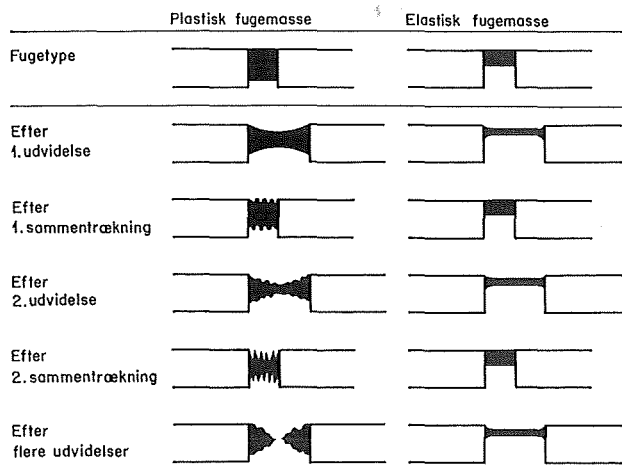 Plastisk fugemasse Elastisk fugemasse
Fugetype
Efter
1. udvidelse
Efter
1. sammentrækning
Efter
2. udvidelse
Efter
2. sammentrækning
Efter
flere udvidelser